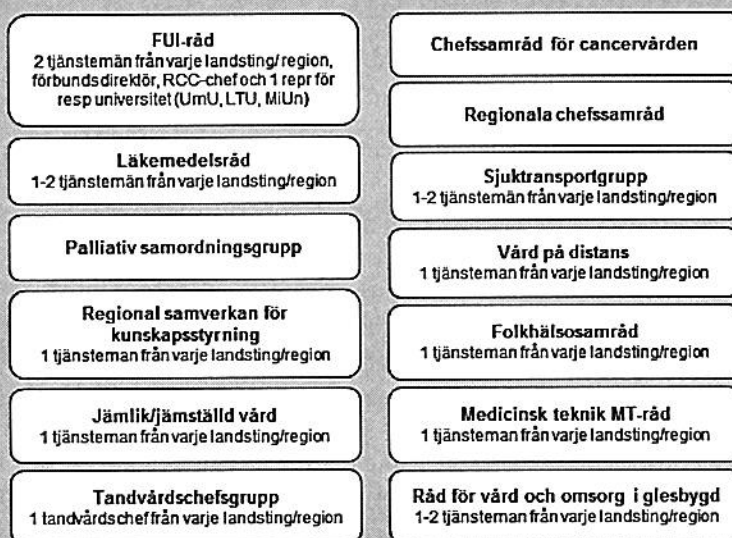 FUI-råd
2 tjänstemän från varje landsting/region,
förbundsdirektör, RCC-chef och 1 repr för
resp universitet (UmU, LTU, MiUn)
Läkemedelsråd
1-2 tjänstemän från varje landsting/region
Palliativ samordningsgrupp
Regional samverkan för
kunskapsstyrning
1 tjänsteman från varje landsting/region
Jämlik/jämställd vård
1 tjänsteman från varje landsting/region
Tandvårdschefsgrupp
1 tandvårdschef från varje landsting/region
Chefssamråd för cancervården
Regionala chefssamråd
Sjuktransportgrupp
1-2 tjänstemän från varje landsting/region
Vård på distans
1 tjänsteman från varje landsting/region
Folkhälsosamråd
1 tjänsteman från varje landsting/region
Medicinsk teknik MT-råd
1 tjänsteman från varje landsting/region
Råd för vård och omsorg i glesbygd
1-2 tjänstemän från varje landsting/region